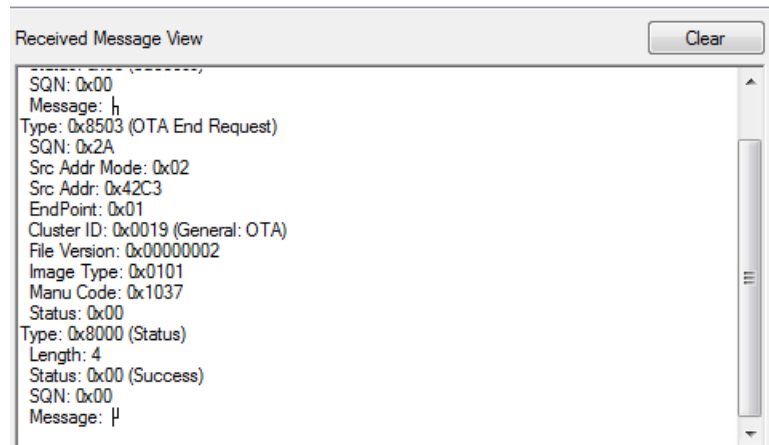 Received Message View
Clear
SQN: 0x00
Message:
Type: 0x8503 (OTA End Request)
SQN: 0x2A
Src Addr Mode: 0x02
Src Addr: 0x42C3
EndPoint: 0x01
Cluster ID: 0x0019 (General: OTA)
File Version: 0x00000002
Image Type: 0x0101
Manu Code: 0x1037
Status: 0x00
Type: 0x8000 (Status)
Length: 4
Status: 0x00 (Success)
SQN: 0x00
Message: